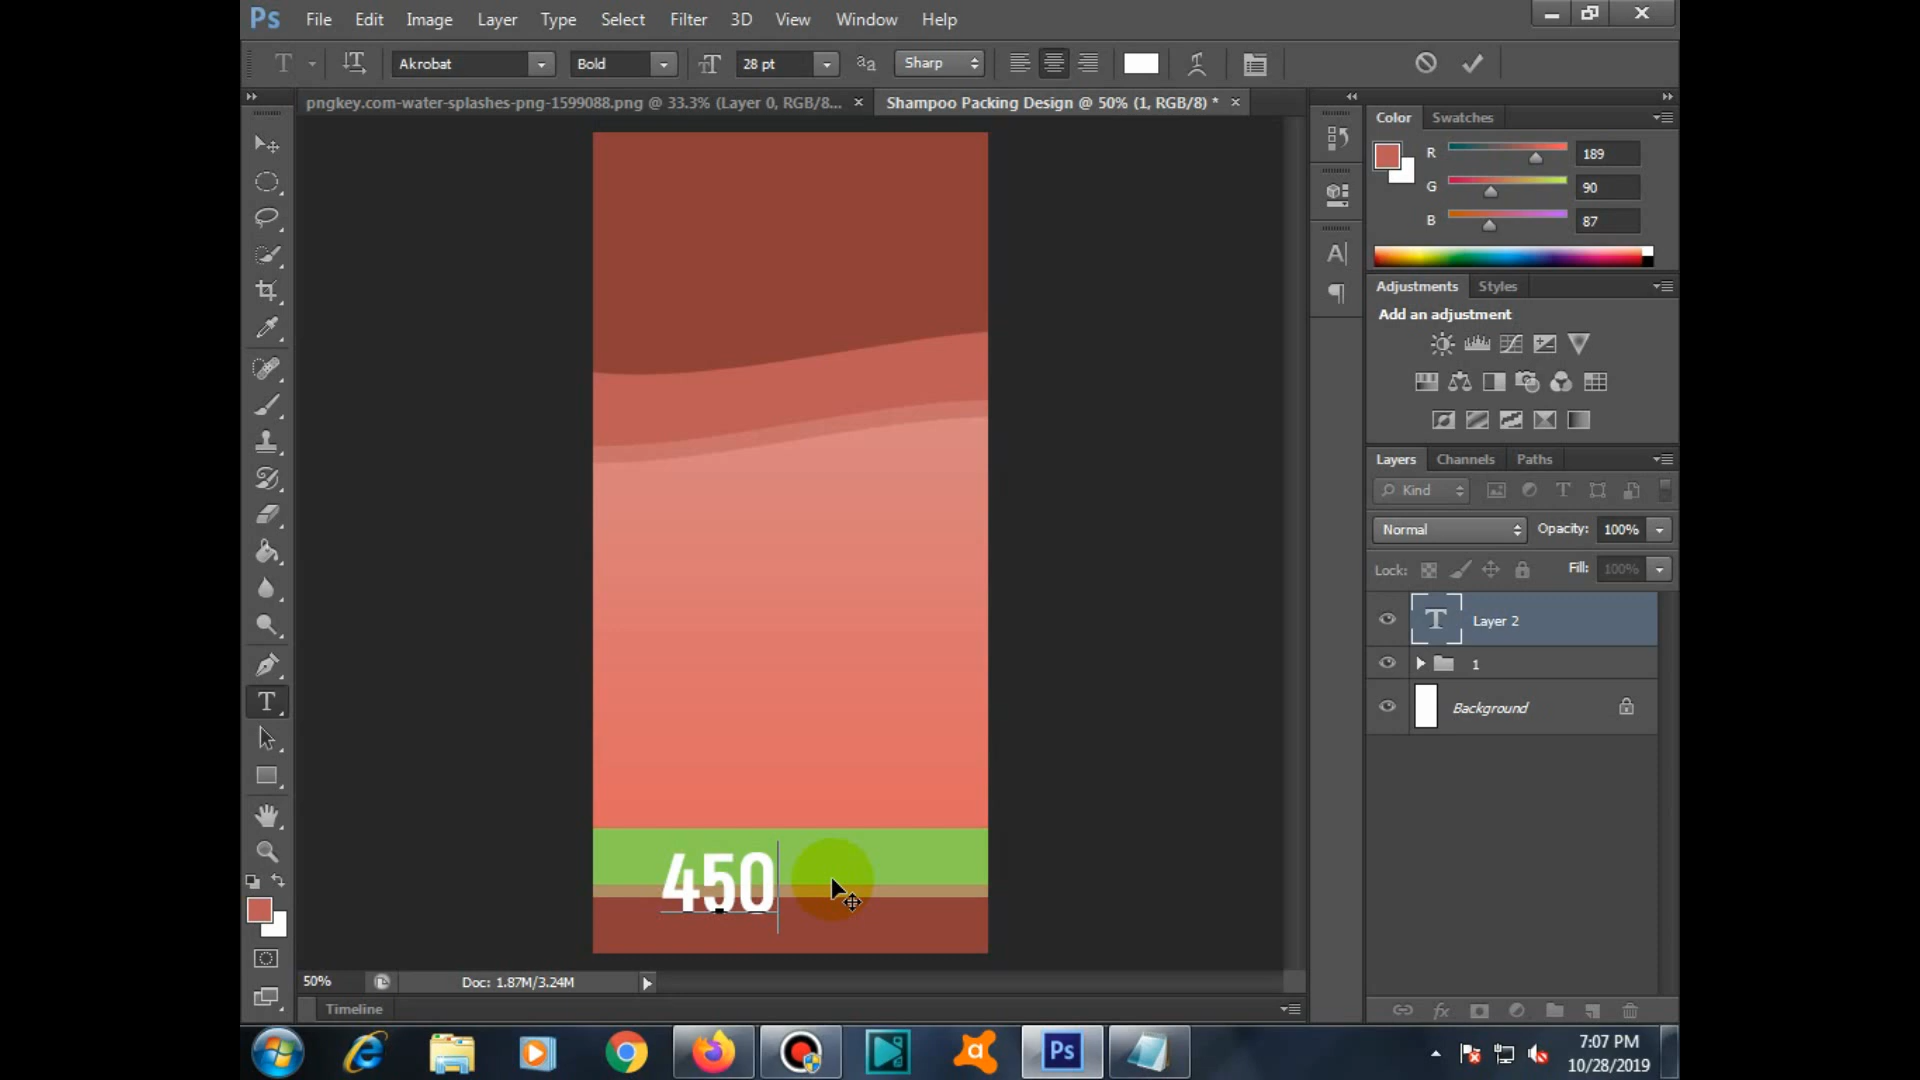 Ps File Edit Image Layer Type Select Filter 3D View Window Help
T Akrobat Bold 28 pt aa Sharp
pngkey.com-water-splashes-png-1599088.png @ 33.3% (Layer 0, RGB/8... × Shampoo Packing Design @ 50% (1, RGB/8) * ×
Color Swatches
R 189
G 90
B 87
Adjustments Styles
Add an adjustment
Layers Channels Paths
Kind
Normal Opacity: 100%
Lock: Fill: 100%
T Layer 2
1
Background
450
50% Doc: 1.87M/3.24M
Timeline
Ps
7:07 PM
10/28/2019